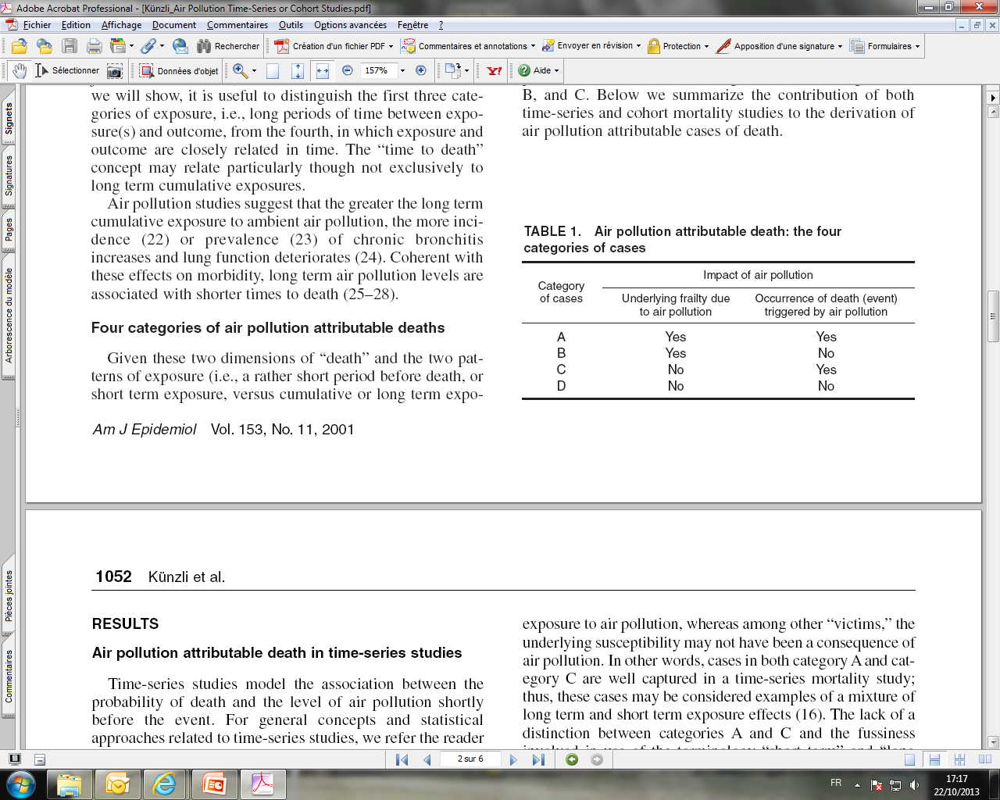 Adobe Acrobat Professional - [Künzli_Air Pollution Time-Series or Cohort Studies.pdf]
Fichier Edition Affichage Document Commentaires Outils Options avancées Fenêtre ?
Rechercher Création d'un fichier PDF Commentaires et annotations Envoyer en révision Protection Apposition d'une signature Formulaires
Sélectionner Données d'objet 157% Y! Aide
Signets
Signatures
Pages
Arborescence du modèle
Pièces jointes
Commentaires
we will show, it is useful to distinguish the first three cate-
gories of exposure, i.e., long periods of time between expo-
sure(s) and outcome, from the fourth, in which exposure and
outcome are closely related in time. The “time to death”
concept may relate particularly though not exclusively to
long term cumulative exposures.
Air pollution studies suggest that the greater the long term
cumulative exposure to ambient air pollution, the more inci-
dence (22) or prevalence (23) of chronic bronchitis
increases and lung function deteriorates (24). Coherent with
these effects on morbidity, long term air pollution levels are
associated with shorter times to death (25–28).
Four categories of air pollution attributable deaths
Given these two dimensions of “death” and the two pat-
terns of exposure (i.e., a rather short period before death, or
short term exposure, versus cumulative or long term expo-
Am J Epidemiol Vol. 153, No. 11, 2001
B, and C. Below we summarize the contribution of both
time-series and cohort mortality studies to the derivation of
air pollution attributable cases of death.
TABLE 1. Air pollution attributable death: the four
categories of cases
Category
of cases
Impact of air pollution
Underlying frailty due
to air pollution
Occurrence of death (event)
triggered by air pollution
A Yes Yes
B Yes No
C No Yes
D No No
1052 Künzli et al.
RESULTS
Air pollution attributable death in time-series studies
Time-series studies model the association between the
probability of death and the level of air pollution shortly
before the event. For general concepts and statistical
approaches related to time-series studies, we refer the reader
exposure to air pollution, whereas among other “victims,” the
underlying susceptibility may not have been a consequence of
air pollution. In other words, cases in both category A and cat-
egory C are well captured in a time-series mortality study;
thus, these cases may be considered examples of a mixture of
long term and short term exposure effects (16). The lack of a
distinction between categories A and C and the fussiness
involved in use of the terminology “short term” and “long
2 sur 6
FR
17:17
22/10/2013